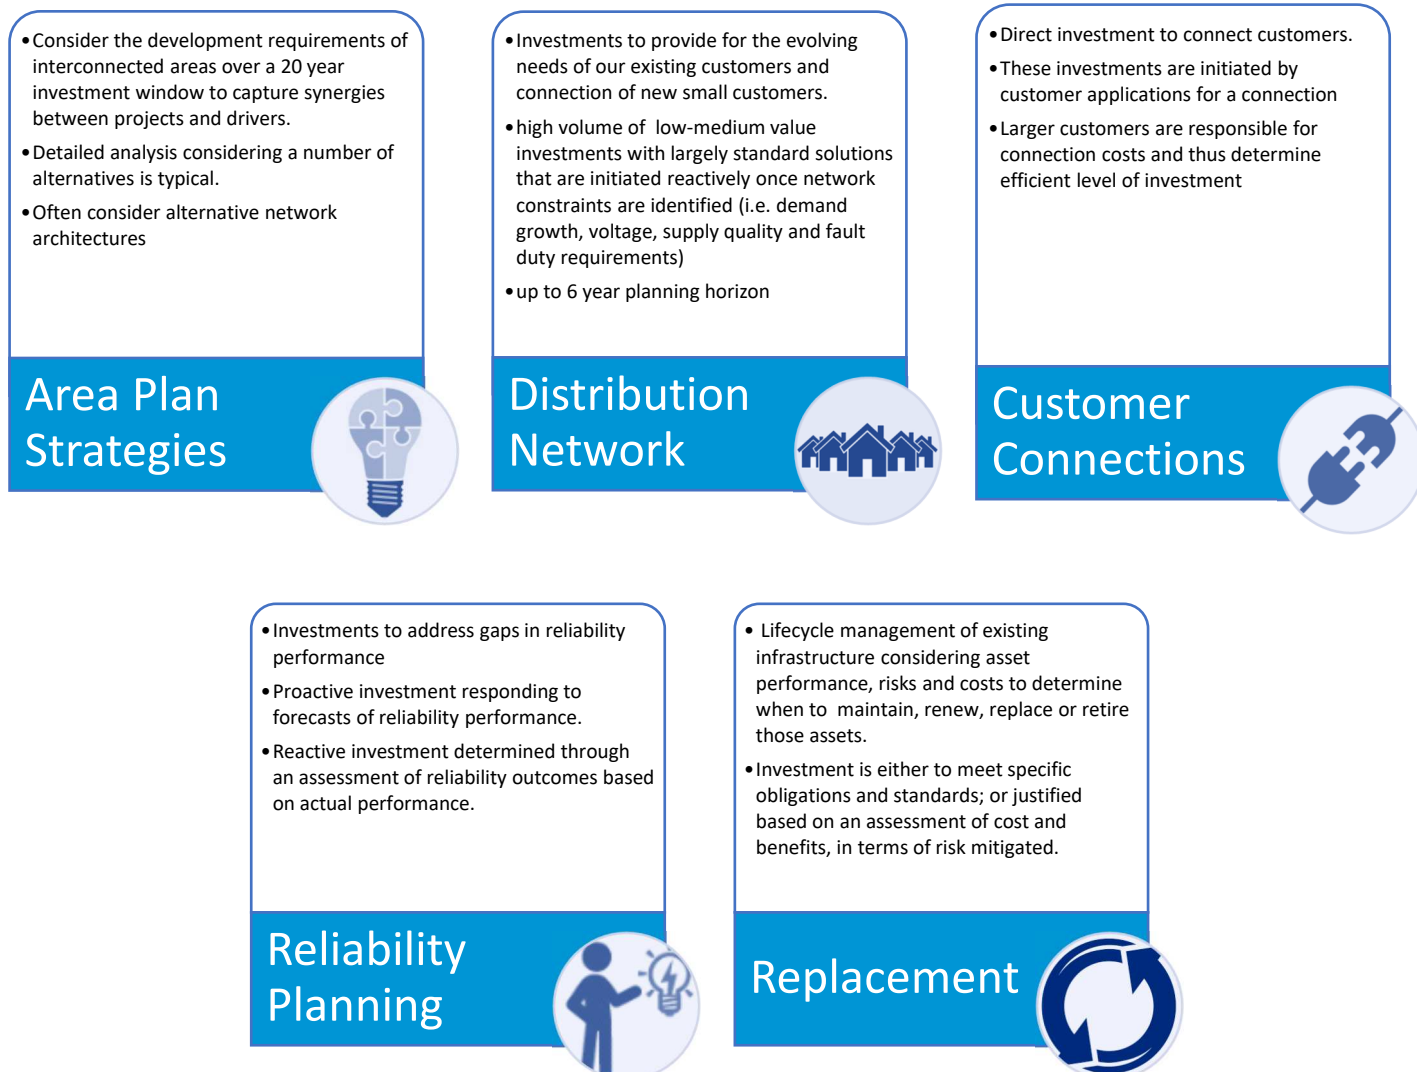 •Consider the development requirements of
interconnected areas over a 20 year
investment window to capture synergies
between projects and drivers.
•Detailed analysis considering a number of
alternatives is typical.
•Often consider alternative network
architectures
Area Plan
Strategies
•Investments to provide for the evolving
needs of our existing customers and
connection of new small customers.
•high volume of low-medium value
investments with largely standard solutions
that are initiated reactively once network
constraints are identified (i.e. demand
growth, voltage, supply quality and fault
duty requirements)
•up to 6 year planning horizon
Distribution
Network
•Direct investment to connect customers.
•These investments are initiated by
customer applications for a connection
•Larger customers are responsible for
connection costs and thus determine
efficient level of investment
Customer
Connections
•Investments to address gaps in reliability
performance
•Proactive investment responding to
forecasts of reliability performance.
•Reactive investment determined through
an assessment of reliability outcomes based
on actual performance.
Reliability
Planning
• Lifecycle management of existing
infrastructure considering asset
performance, risks and costs to determine
when to maintain, renew, replace or retire
those assets.
•Investment is either to meet specific
obligations and standards; or justified
based on an assessment of cost and
benefits, in terms of risk mitigated.
Replacement